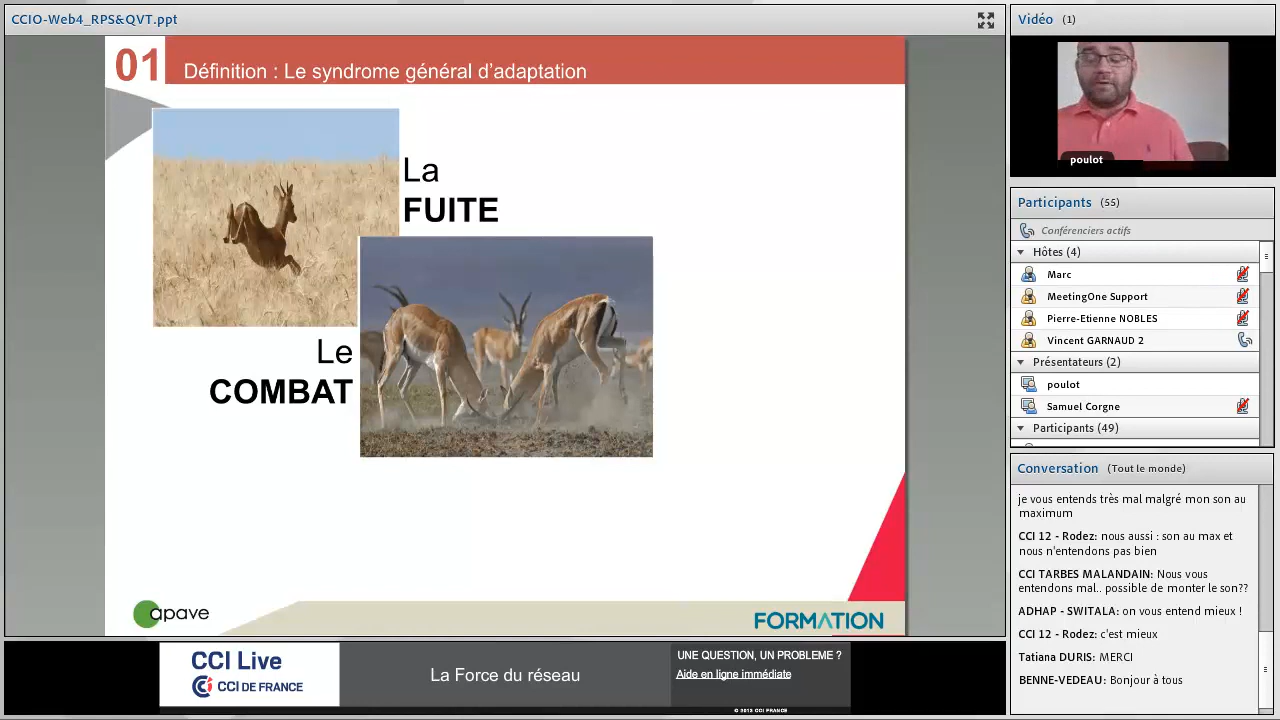 CCIO-Web4_RPS&QVT.ppt
01
Définition : Le syndrome général d’adaptation
La
FUITE
Le
COMBAT
apave
FORMATION
CCI Live
CCI DE FRANCE
La Force du réseau
UNE QUESTION, UN PROBLEME ?
Aide en ligne immédiate
© 2013 CCI FRANCE
Vidéo (1)
poulot
Participants (55)
Conférenciers actifs
Hôtes (4)
Marc
MeetingOne Support
Pierre-Etienne NOBLES
Vincent GARNAUD 2
Présentateurs (2)
poulot
Samuel Corgne
Participants (49)
Conversation (Tout le monde)
je vous entends très mal malgré mon son au
maximum
CCI 12 - Rodez: nous aussi : son au max et
nous n'entendons pas bien
CCI TARBES MALANDAIN: Nous vous
entendons mal.. possible de monter le son??
ADHAP - SWITALA: on vous entend mieux !
CCI 12 - Rodez: c'est mieux
Tatiana DURIS: MERCI
BENNE-VEDEAU: Bonjour à tous